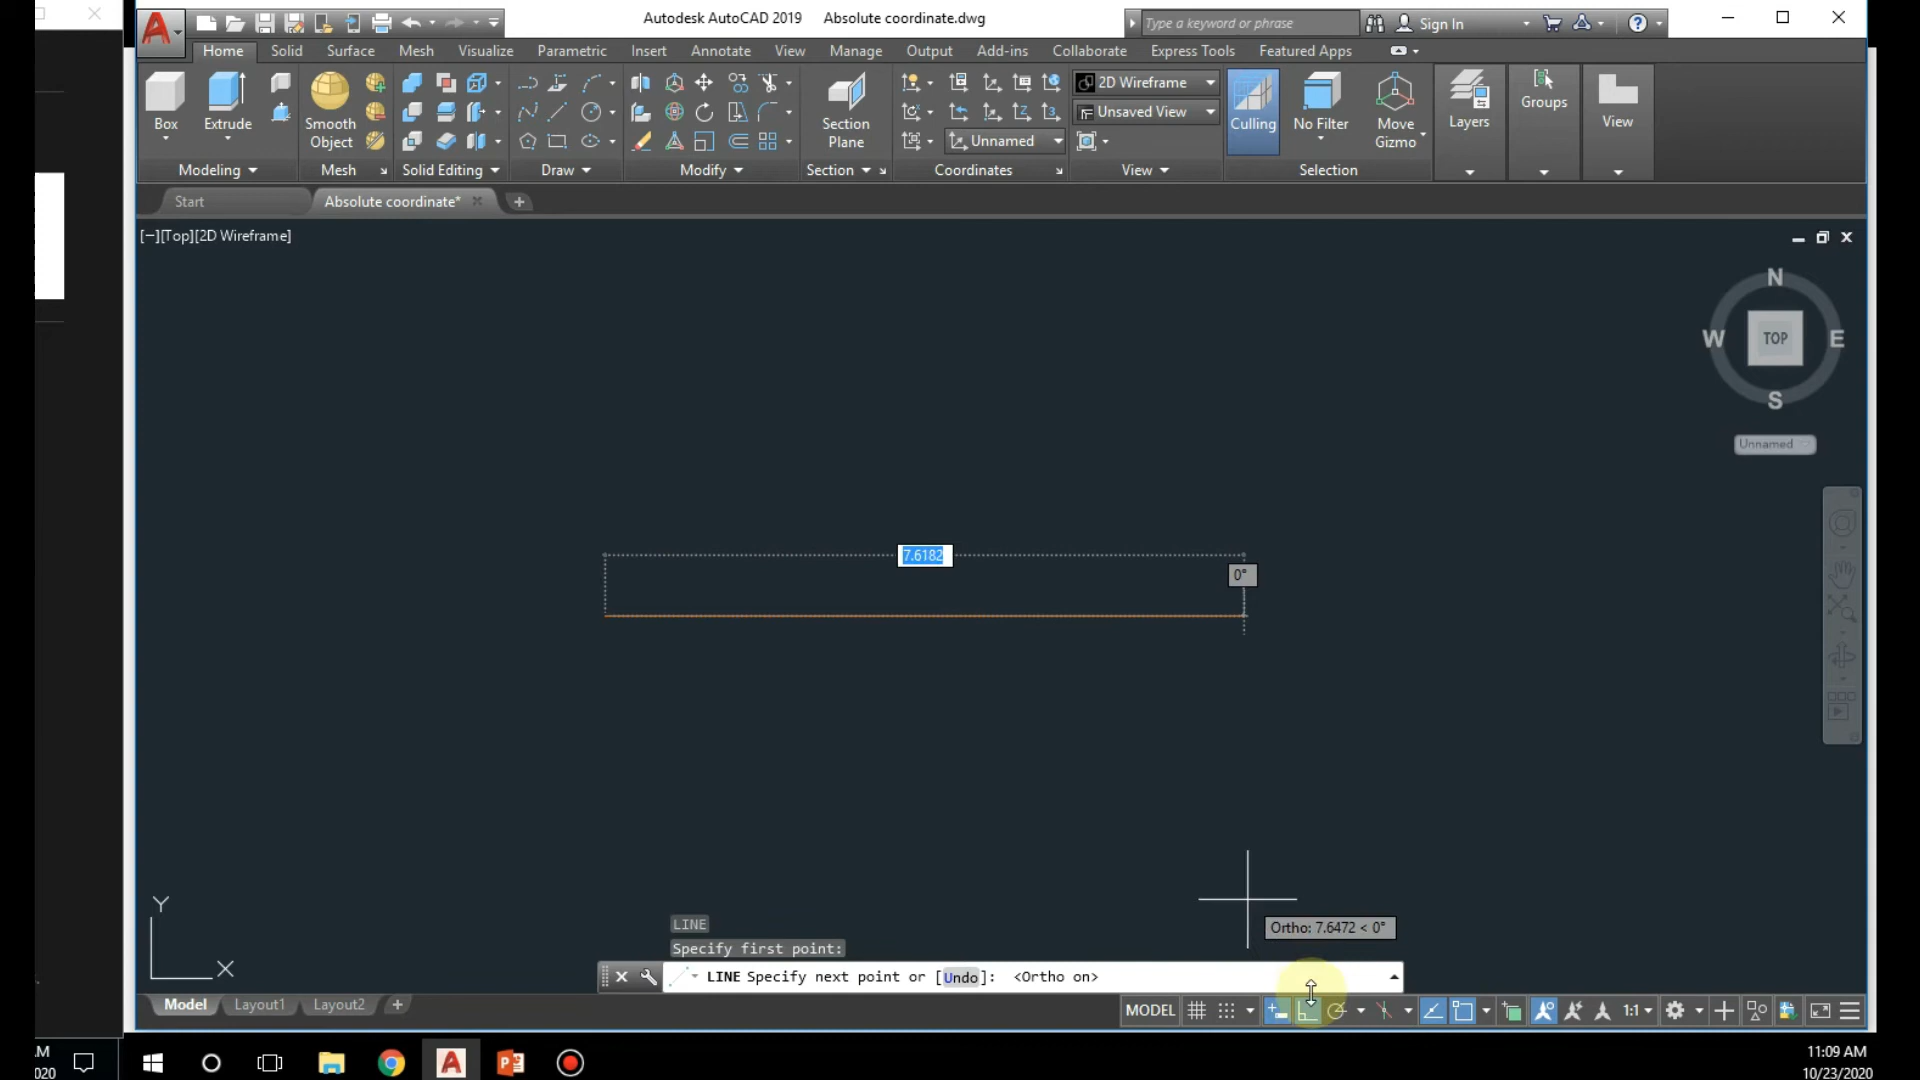 Autodesk AutoCAD 2019 Absolute coordinate.dwg
Type a keyword or phrase
Sign In
Home Solid Surface Mesh Visualize Parametric Insert Annotate View Manage Output Add-ins Collaborate Express Tools Featured Apps
Box
Extrude
Smooth Object
Section Plane
Unnamed
2D Wireframe
Unsaved View
Culling
No Filter
Move Gizmo
Layers
Groups
View
Modeling Mesh Solid Editing Draw Modify Section Coordinates View Selection
Start Absolute coordinate*
[−][Top][2D Wireframe]
N
W TOP E
S
Unnamed
7.6182
0°
Y
X
Ortho: 7.6472 < 0°
LINE
Specify first point:
LINE Specify next point or [Undo]: <Ortho on>
Model Layout1 Layout2
MODEL
1:1
AM
020
11:09 AM
10/23/2020